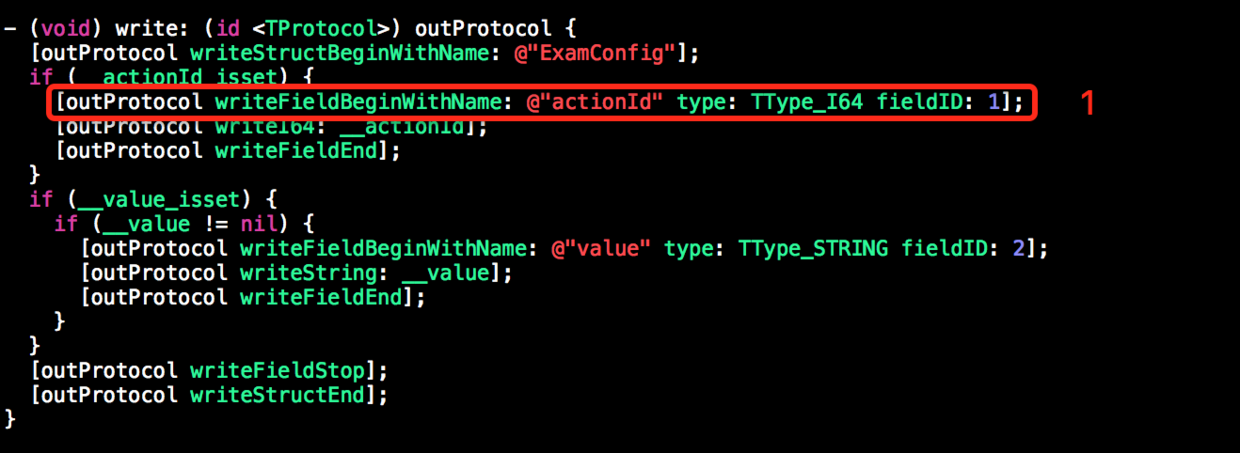 - (void) write: (id <TProtocol>) outProtocol {
  [outProtocol writeStructBeginWithName: @"ExamConfig"];
  if (__actionId_isset) {
    [outProtocol writeFieldBeginWithName: @"actionId" type: TType_I64 fieldID: 1]; 1
    [outProtocol writeI64: __actionId];
    [outProtocol writeFieldEnd];
  }
  if (__value_isset) {
    if (__value != nil) {
      [outProtocol writeFieldBeginWithName: @"value" type: TType_STRING fieldID: 2];
      [outProtocol writeString: __value];
      [outProtocol writeFieldEnd];
    }
  }
  [outProtocol writeFieldStop];
  [outProtocol writeStructEnd];
}